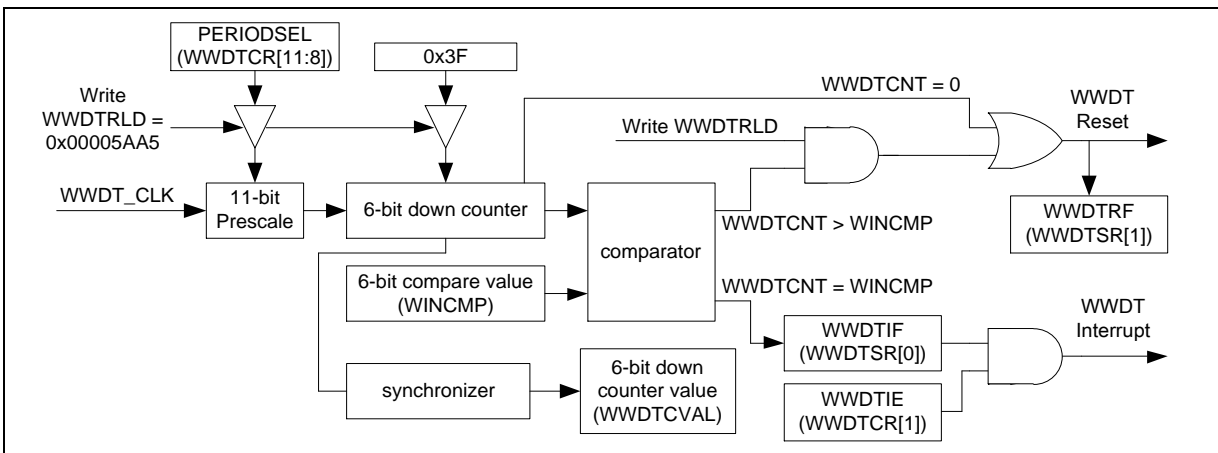 PERIODSEL
(WWDTCR[11:8])
0x3F
Write
WWDTRLD =
0x00005AA5
WWDTCNT = 0
WWDT
Reset
Write WWDTRLD
WWDT_CLK
11-bit
Prescale
6-bit down counter
WWDTRF
(WWDTSR[1])
WWDTCNT > WINCMP
comparator
6-bit compare value
(WINCMP)
WWDTCNT = WINCMP
WWDT
Interrupt
WWDTIF
(WWDTSR[0])
synchronizer
6-bit down
counter value
(WWDTCVAL)
WWDTIE
(WWDTCR[1])